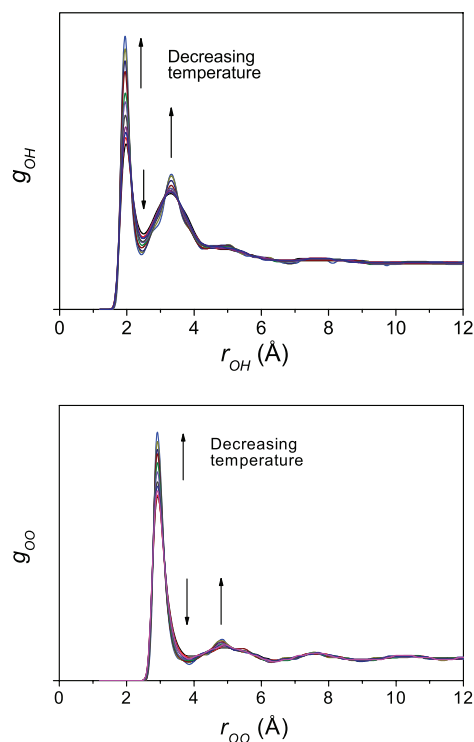 Decreasing
temperature
g_OH
0 2 4 6 8 10 12
r_OH (Å)
Decreasing
temperature
g_OO
0 2 4 6 8 10 12
r_OO (Å)